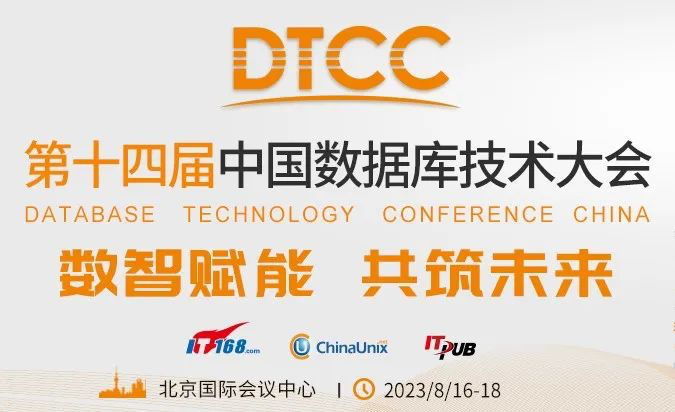 DTCC
第十四届中国数据库技术大会
DATABASE TECHNOLOGY CONFERENCE CHINA
数智赋能 共筑未来
IT168.com ChinaUnix.net ITPUB
北京国际会议中心 | 2023/8/16-18